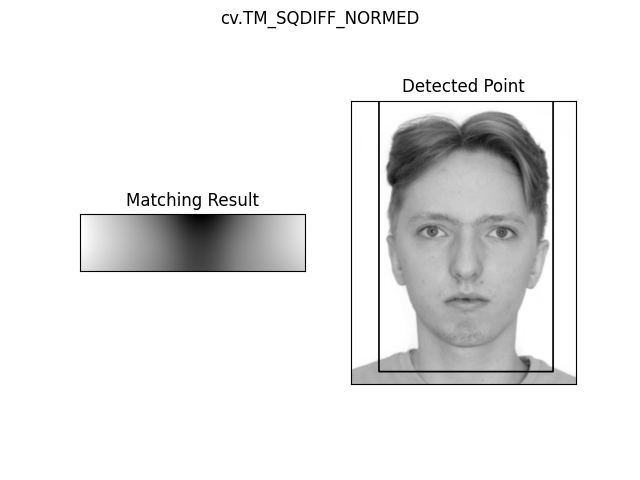 cv.TM_SQDIFF_NORMED
Matching Result
Detected Point